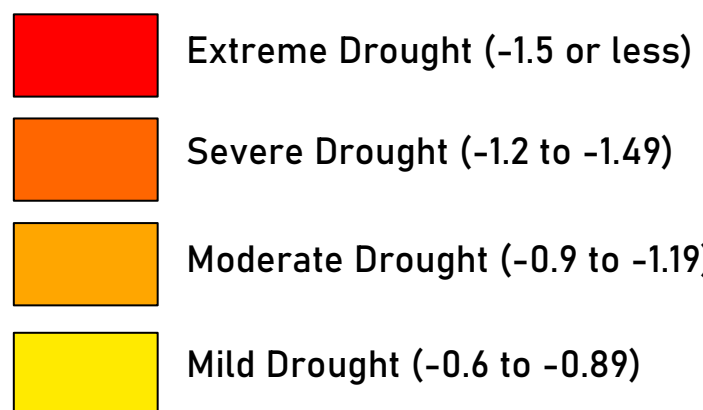 Extreme Drought (-1.5 or less)
Severe Drought (-1.2 to -1.49)
Moderate Drought (-0.9 to -1.19)
Mild Drought (-0.6 to -0.89)